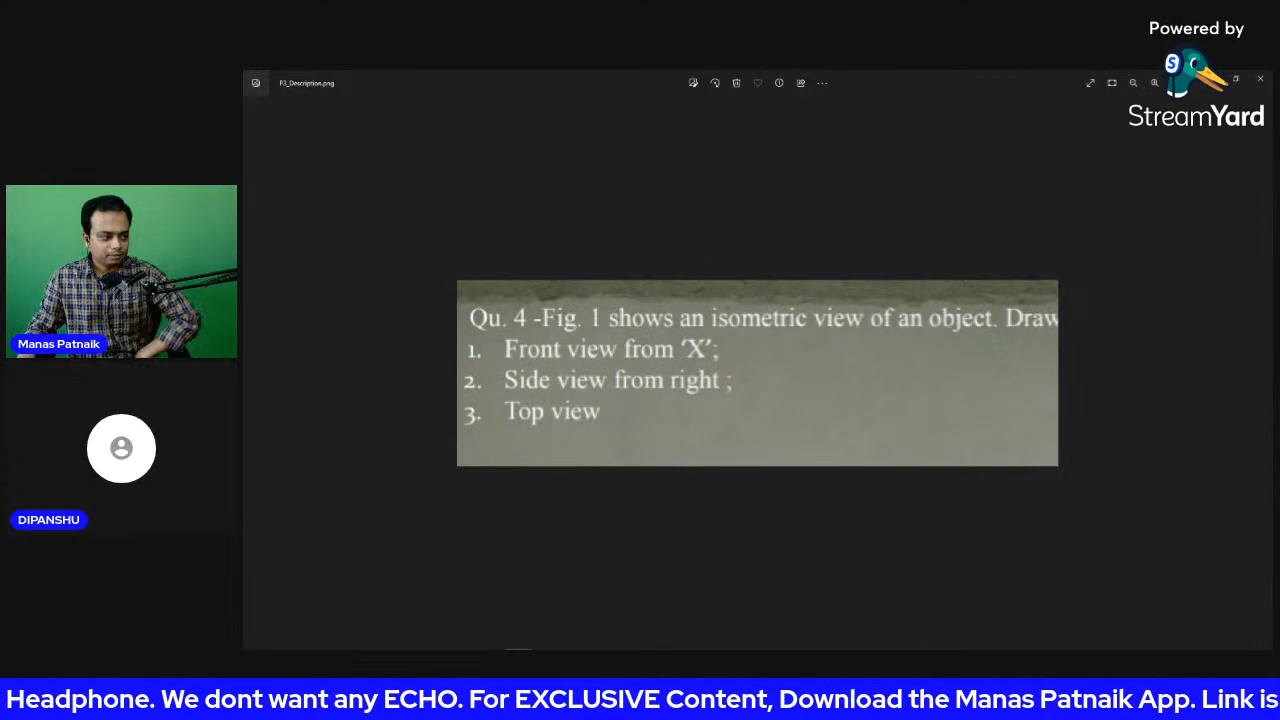 Powered by
StreamYard
P3_Description.png
Qu. 4 -Fig. 1 shows an isometric view of an object. Draw
1. Front view from ‘X’;
2. Side view from right ;
3. Top view
Manas Patnaik
DIPANSHU
Headphone. We dont want any ECHO. For EXCLUSIVE Content, Download the Manas Patnaik App. Link is